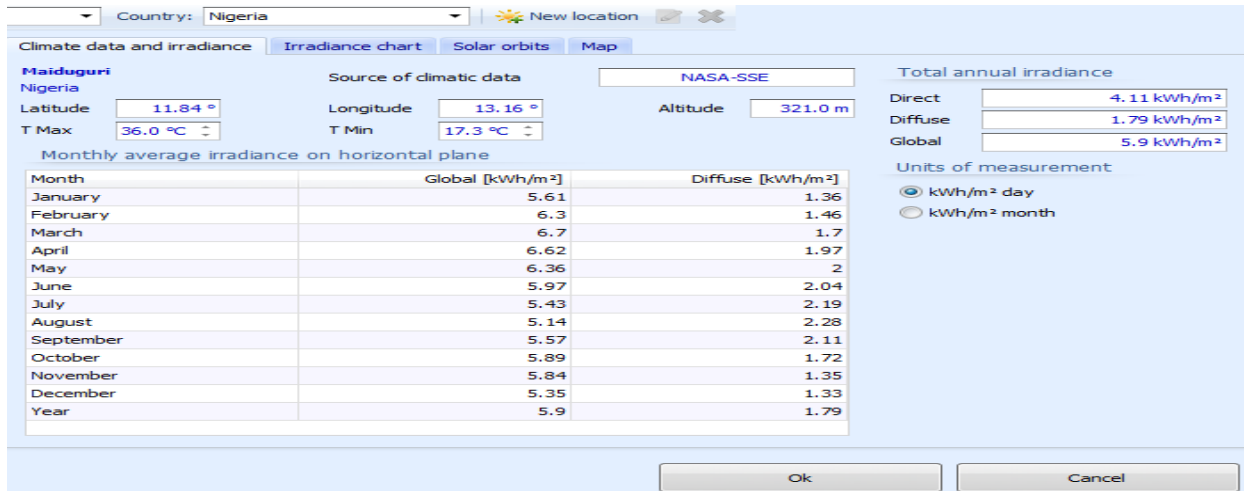 Country: Nigeria New location
Climate data and irradiance Irradiance chart Solar orbits Map
Maiduguri
Nigeria
Source of climatic data NASA-SSE
Latitude 11.84 º Longitude 13.16 º Altitude 321.0 m
T Max 36.0 ºC T Min 17.3 ºC
Monthly average irradiance on horizontal plane
Month Global [kWh/m²] Diffuse [kWh/m²]
January 5.61 1.36
February 6.3 1.46
March 6.7 1.7
April 6.62 1.97
May 6.36 2
June 5.97 2.04
July 5.43 2.19
August 5.14 2.28
September 5.57 2.11
October 5.89 1.72
November 5.84 1.35
December 5.35 1.33
Year 5.9 1.79
Total annual irradiance
Direct 4.11 kWh/m²
Diffuse 1.79 kWh/m²
Global 5.9 kWh/m²
Units of measurement
kWh/m² day
kWh/m² month
Ok Cancel